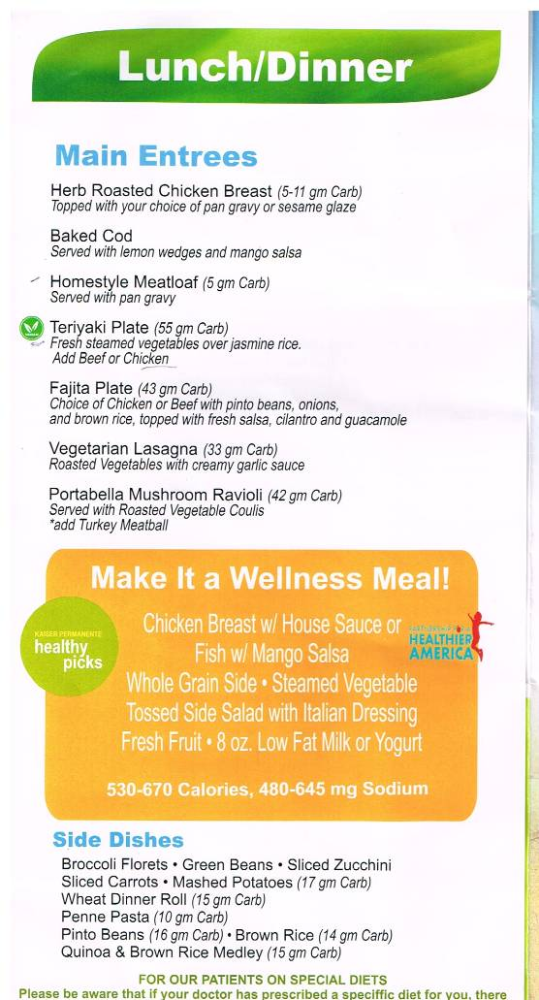 Lunch/Dinner
Main Entrees
Herb Roasted Chicken Breast (5-11 gm Carb)
Topped with your choice of pan gravy or sesame glaze
Baked Cod
Served with lemon wedges and mango salsa
Homestyle Meatloaf (5 gm Carb)
Served with pan gravy
Teriyaki Plate (55 gm Carb)
Fresh steamed vegetables over jasmine rice.
Add Beef or Chicken
Fajita Plate (43 gm Carb)
Choice of Chicken or Beef with pinto beans, onions,
and brown rice, topped with fresh salsa, cilantro and guacamole
Vegetarian Lasagna (33 gm Carb)
Roasted Vegetables with creamy garlic sauce
Portabella Mushroom Ravioli (42 gm Carb)
Served with Roasted Vegetable Coulis
*add Turkey Meatball
Make It a Wellness Meal!
KAISER PERMANENTE
healthy
picks
Chicken Breast w/ House Sauce or
Fish w/ Mango Salsa
Whole Grain Side • Steamed Vegetable
Tossed Side Salad with Italian Dressing
Fresh Fruit • 8 oz. Low Fat Milk or Yogurt
PARTNERSHIP FOR A
HEALTHIER
AMERICA
530-670 Calories, 480-645 mg Sodium
Side Dishes
Broccoli Florets • Green Beans • Sliced Zucchini
Sliced Carrots • Mashed Potatoes (17 gm Carb)
Wheat Dinner Roll (15 gm Carb)
Penne Pasta (10 gm Carb)
Pinto Beans (16 gm Carb) • Brown Rice (14 gm Carb)
Quinoa & Brown Rice Medley (15 gm Carb)
FOR OUR PATIENTS ON SPECIAL DIETS
Please be aware that if your doctor has prescribed a speciffic diet for you, there